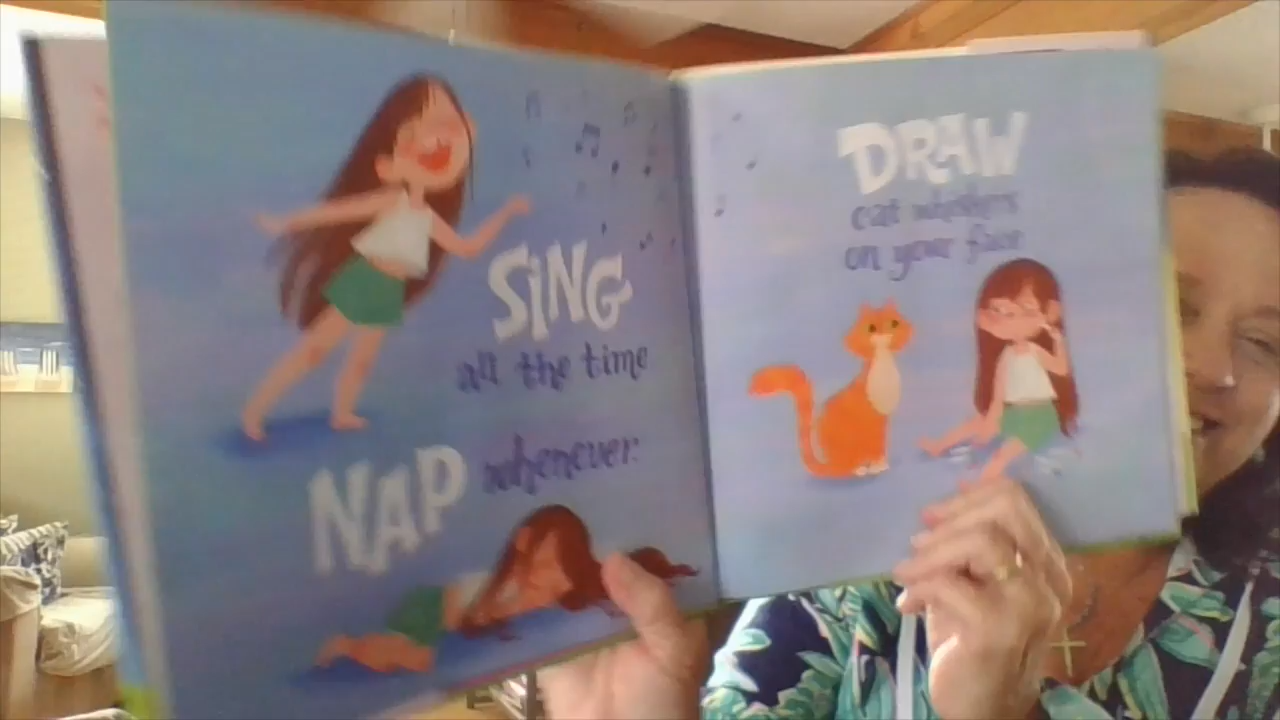 SING
all the time
NAP whenever.
DRAW
cat whiskers
on your face